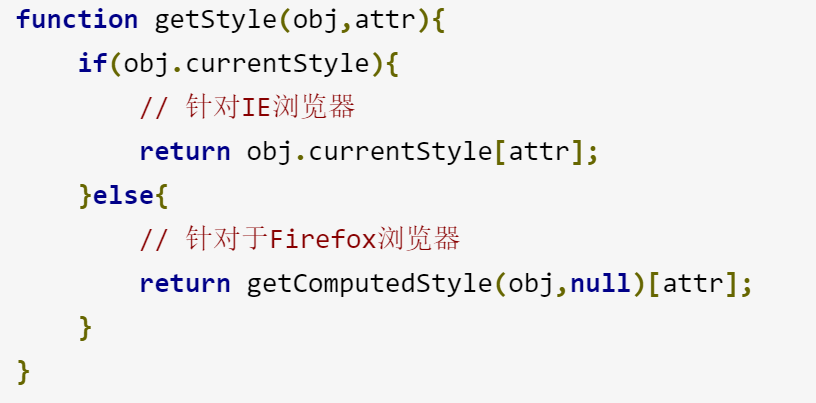 function getStyle(obj,attr){
    if(obj.currentStyle){
        // 针对IE浏览器
        return obj.currentStyle[attr];
    }else{
        // 针对于Firefox浏览器
        return getComputedStyle(obj,null)[attr];
    }
}